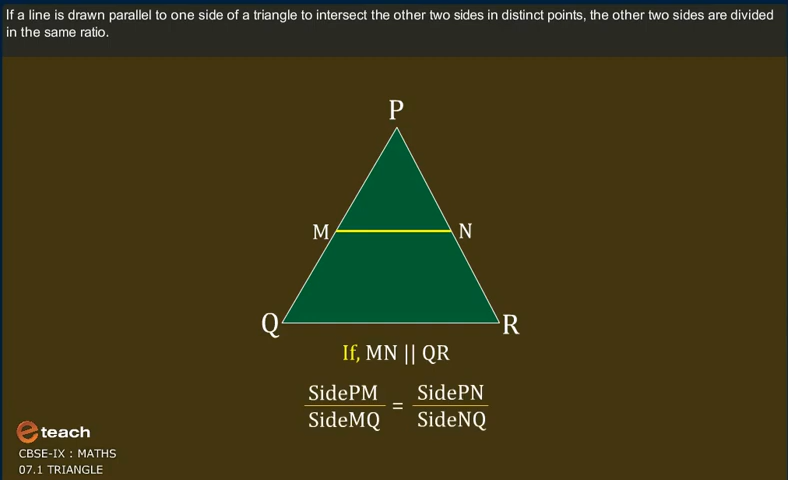 If a line is drawn parallel to one side of a triangle to intersect the other two sides in distinct points, the other two sides are divided
in the same ratio.
P
M N
Q R
If, MN || QR
SidePM / SideMQ = SidePN / SideNQ
e teach
CBSE-IX : MATHS
07.1 TRIANGLE